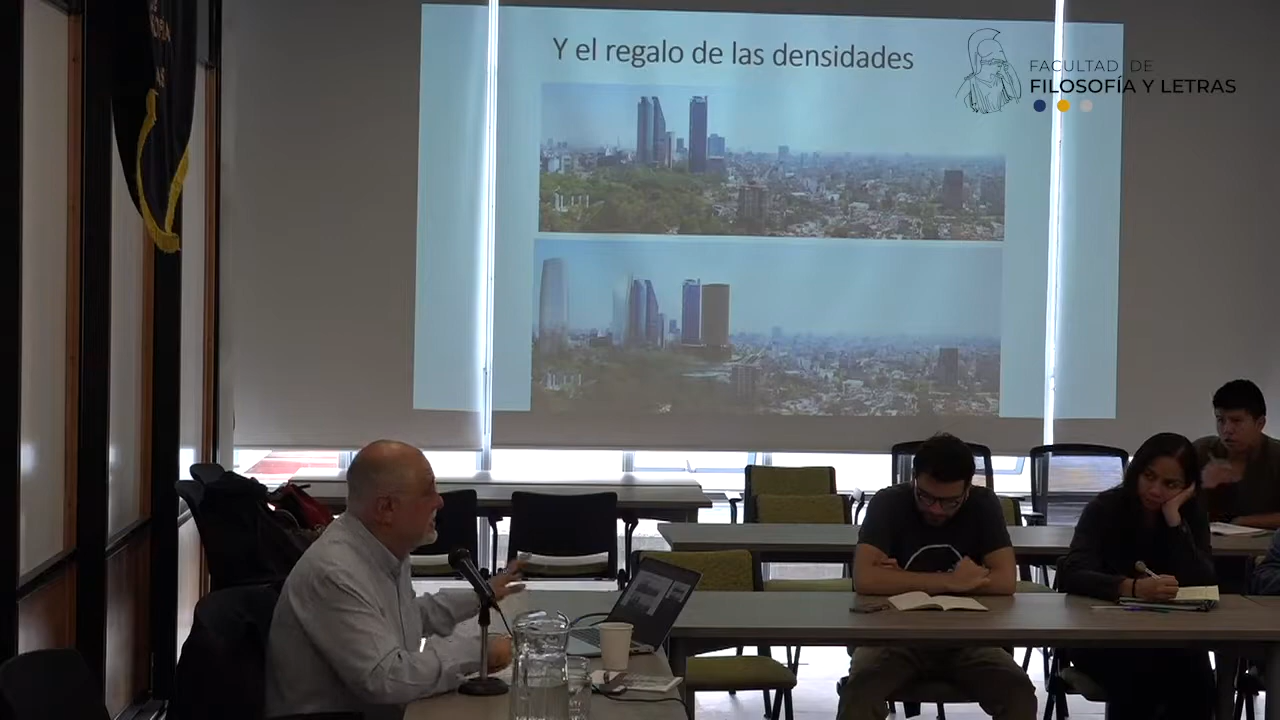 Y el regalo de las densidades
FACULTAD DE
FILOSOFÍA Y LETRAS